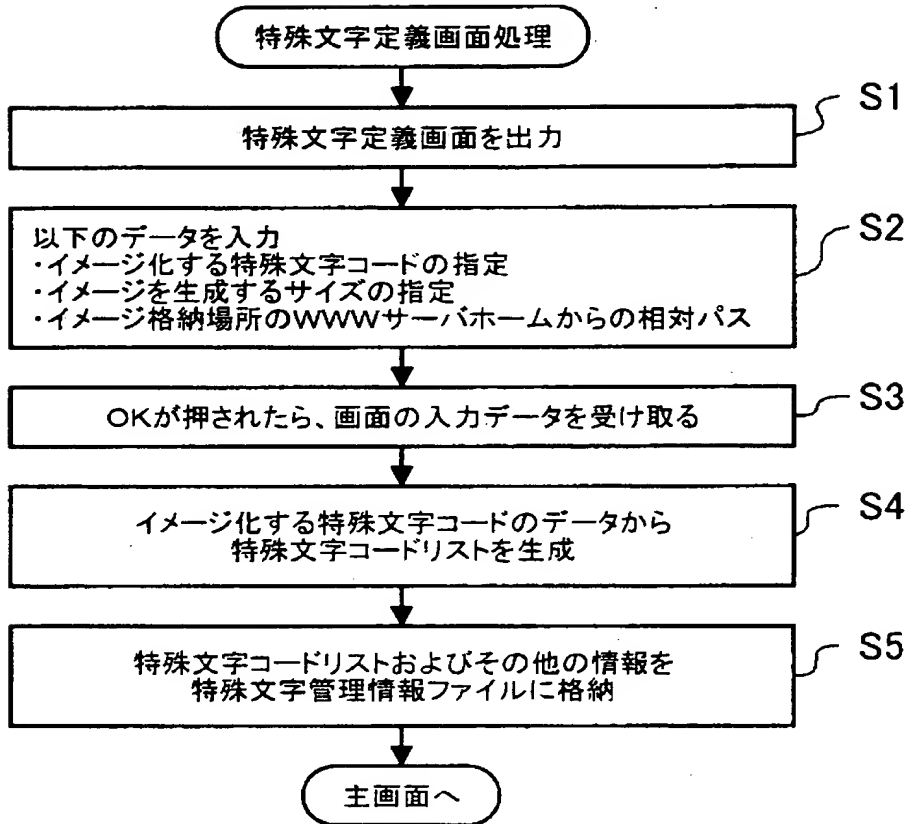 特殊文字定義画面処理
特殊文字定義画面を出力
S1
以下のデータを入力
・イメージ化する特殊文字コードの指定
・イメージを生成するサイズの指定
・イメージ格納場所のWWWサーバホームからの相対パス
S2
OKが押されたら、画面の入力データを受け取る
S3
イメージ化する特殊文字コードのデータから
特殊文字コードリストを生成
S4
特殊文字コードリストおよびその他の情報を
特殊文字管理情報ファイルに格納
S5
主画面へ